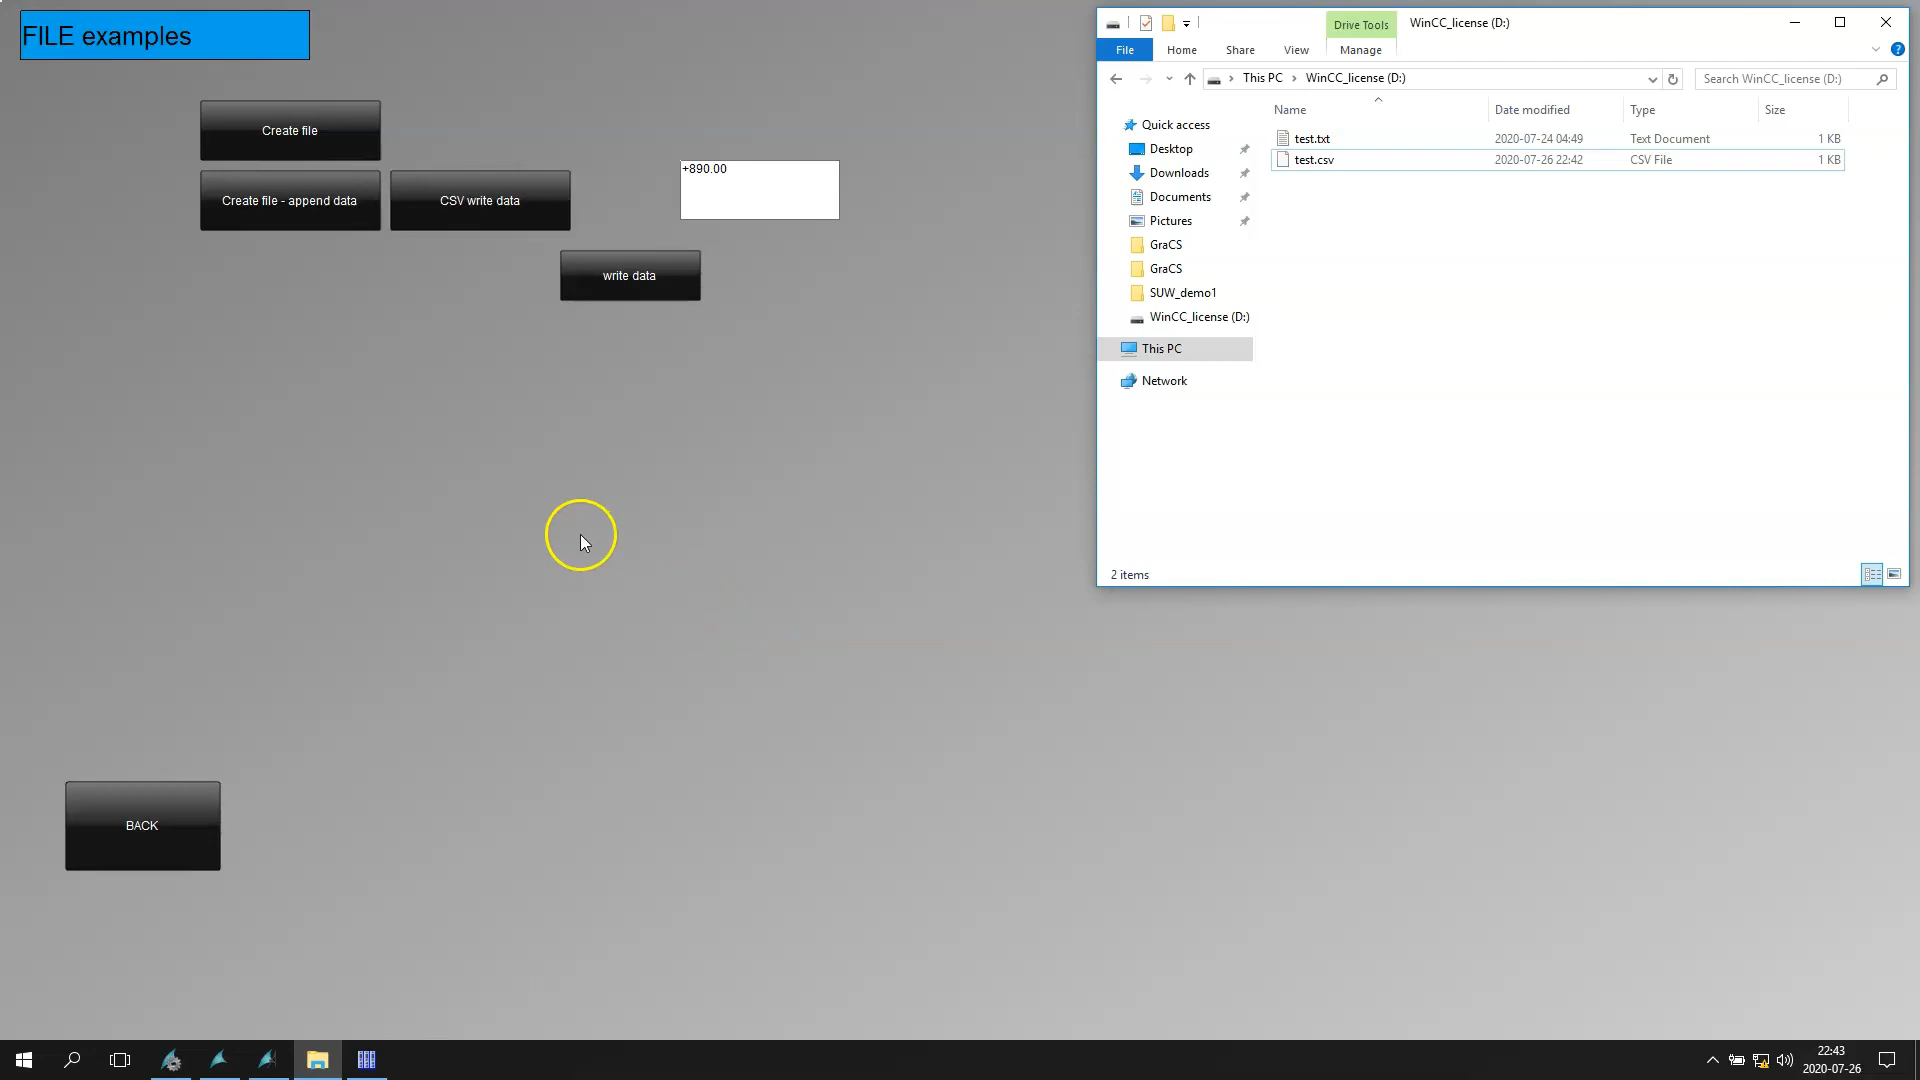 FILE examples
Create file
Create file - append data
CSV write data
+890.00
write data
BACK
Drive Tools
WinCC_license (D:)
File
Home
Share
View
Manage
This PC
WinCC_license (D:)
Search WinCC_license (D:)
Name
Date modified
Type
Size
test.txt
2020-07-24 04:49
Text Document
1 KB
test.csv
2020-07-26 22:42
CSV File
1 KB
Quick access
Desktop
Downloads
Documents
Pictures
GraCS
GraCS
SUW_demo1
WinCC_license (D:)
This PC
Network
2 items
22:43
2020-07-26